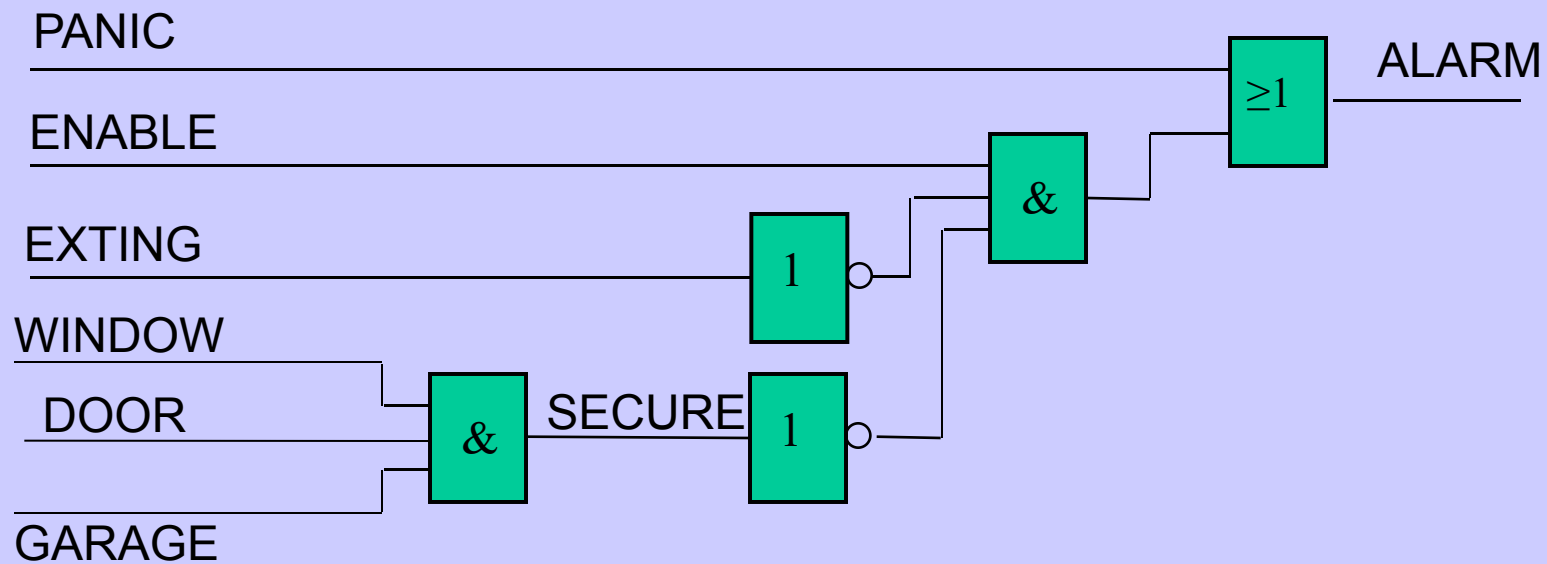 PANIC
ALARM
≥1
ENABLE
&
EXTING
1
WINDOW
DOOR
&
SECURE
1
GARAGE